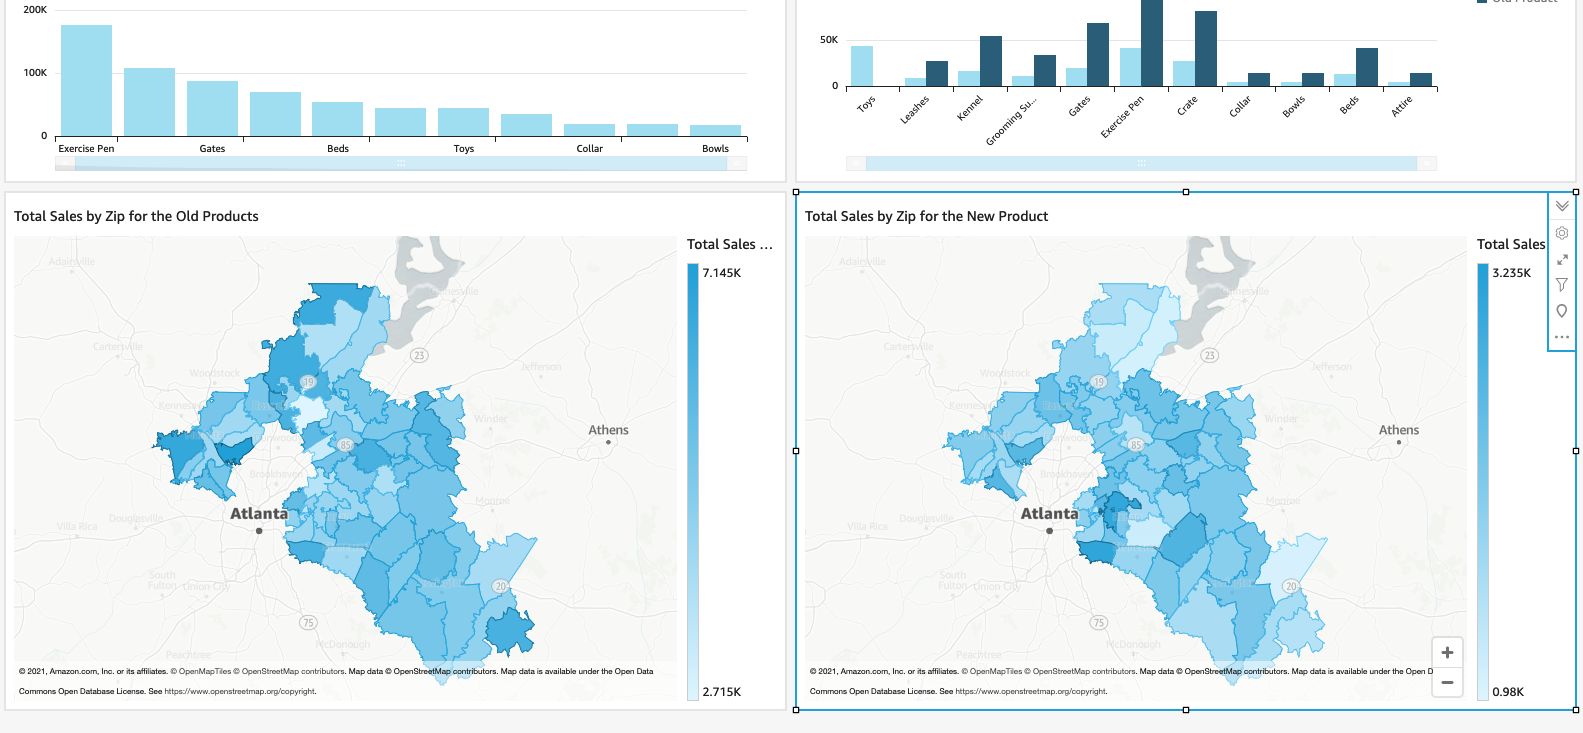 200K
100K
0
Exercise Pen
Gates
Beds
Toys
Collar
Bowls
Old Product
50K
0
Toys
Leashes
Kennel
Grooming Su...
Gates
Exercise Pen
Crate
Collar
Bowls
Beds
Attire
Total Sales by Zip for the Old Products
Total Sales ...
7.145K
2.715K
Adairsville
Cartersville
Woodstock
23
Jefferson
19
Winder
Athens
85
Brookhaven
Monroe
Atlanta
Villa Rica
Douglasville
South
Fulton
Union City
20
75
McDonough
Peachtree
© 2021, Amazon.com, Inc. or its affiliates. © OpenMapTiles © OpenStreetMap contributors. Map data © OpenStreetMap contributors. Map data is available under the Open Data
Commons Open Database License. See https://www.openstreetmap.org/copyright.
Total Sales by Zip for the New Product
Total Sales
3.235K
0.98K
Adairsville
Cartersville
Woodstock
23
Jefferson
19
Winder
Athens
85
Brookhaven
Monroe
Atlanta
Villa Rica
Douglasville
South
Fulton
Union City
20
75
McDonough
Peachtree
© 2021, Amazon.com, Inc. or its affiliates. © OpenMapTiles © OpenStreetMap contributors. Map data © OpenStreetMap contributors. Map data is available under the Open D
Commons Open Database License. See https://www.openstreetmap.org/copyright.